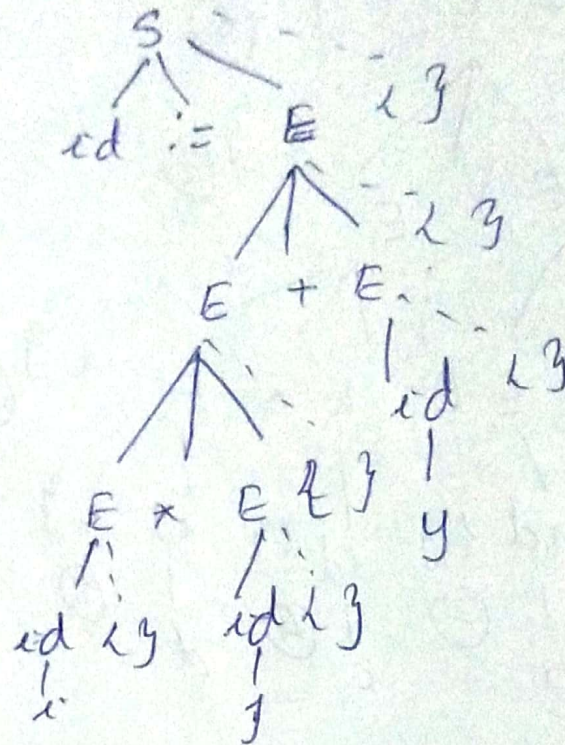 S
id := E { }
E + E { }
id { }
E * E { } y
id { } id { }
i j